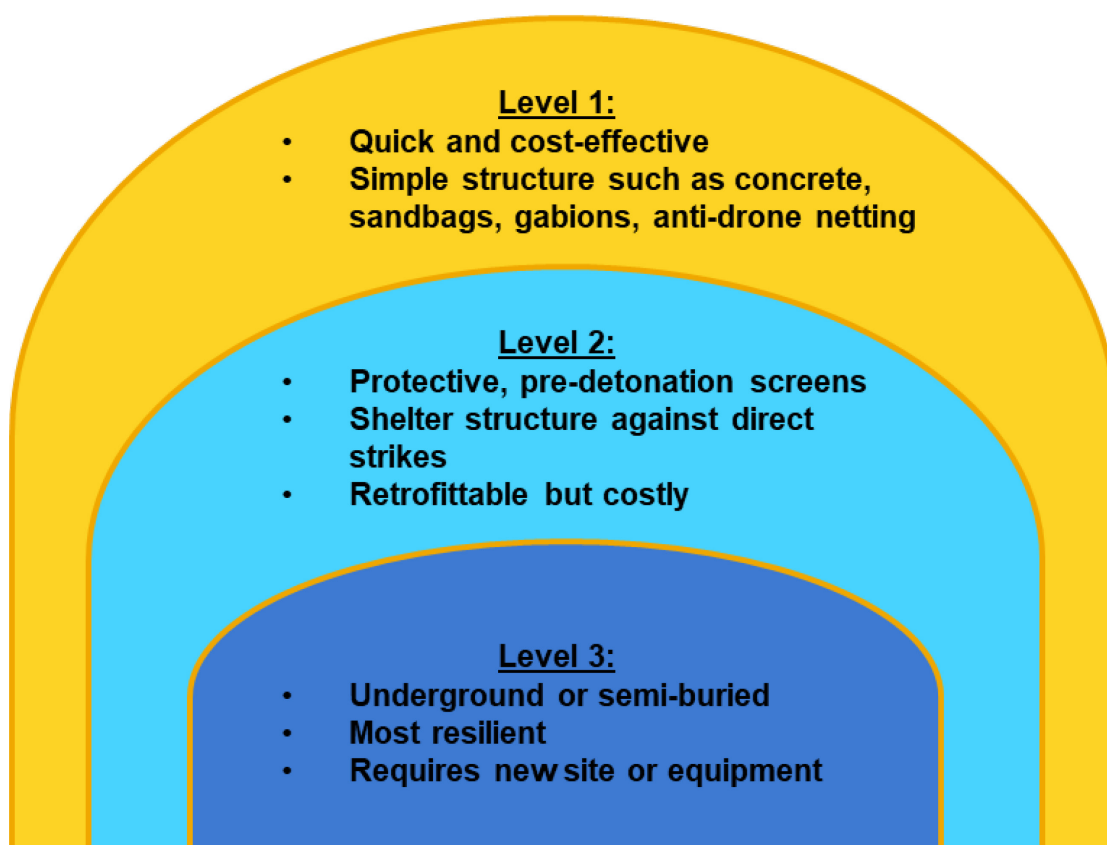 Level 1:
• Quick and cost-effective
• Simple structure such as concrete,
sandbags, gabions, anti-drone netting
Level 2:
• Protective, pre-detonation screens
• Shelter structure against direct
strikes
• Retrofittable but costly
Level 3:
• Underground or semi-buried
• Most resilient
• Requires new site or equipment